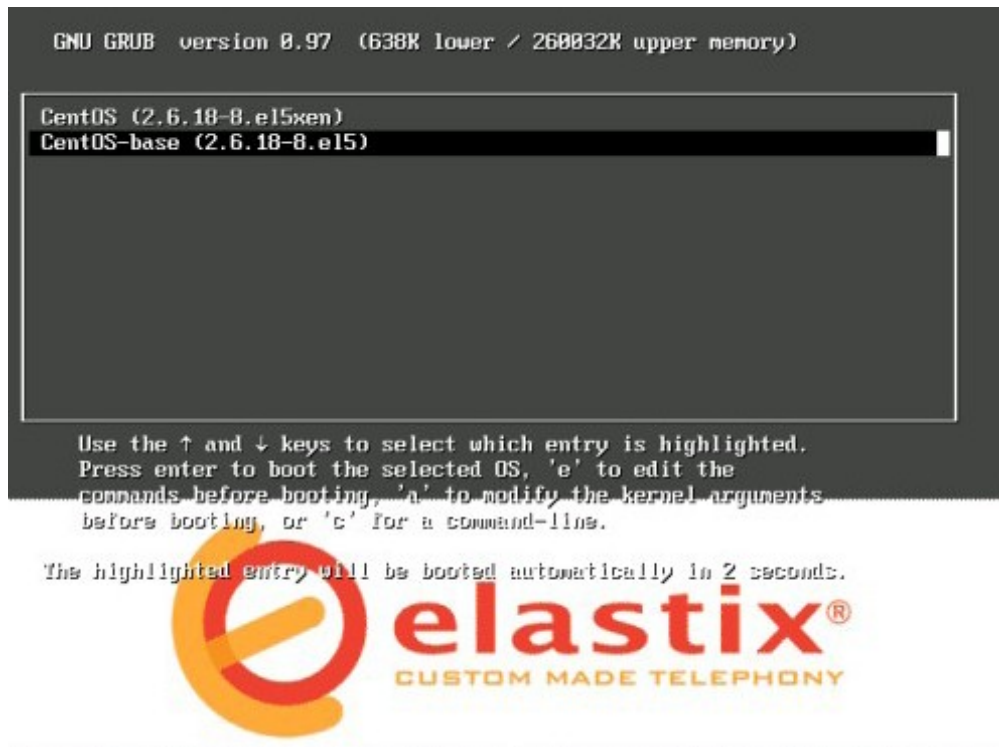 GNU GRUB version 0.97 (638K lower / 260032K upper memory)
CentOS (2.6.18-8.el5xen)
CentOS-base (2.6.18-8.el5)
Use the ↑ and ↓ keys to select which entry is highlighted.
Press enter to boot the selected OS, 'e' to edit the
commands before booting, 'a' to modify the kernel arguments
before booting, or 'c' for a command-line.
The highlighted entry will be booted automatically in 2 seconds.
elastix®
CUSTOM MADE TELEPHONY